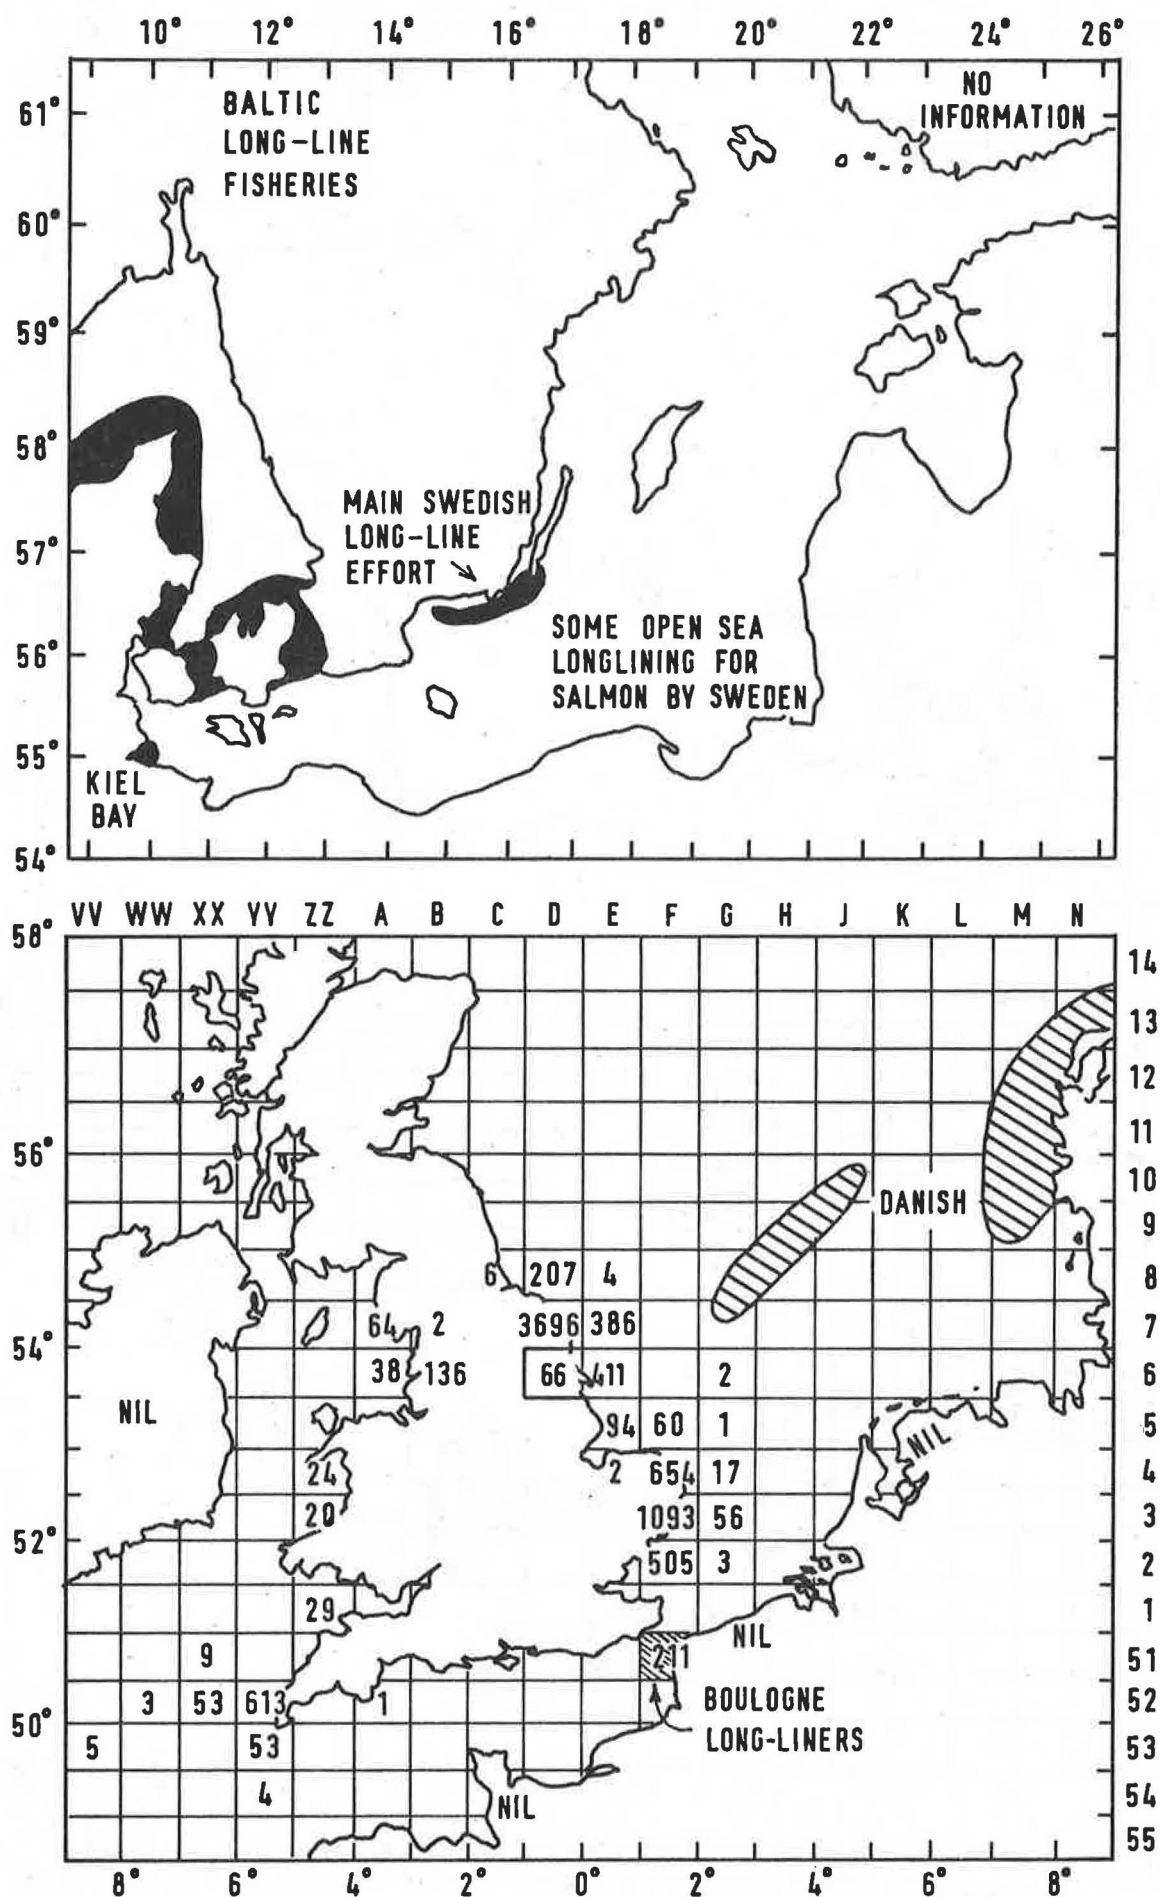 10° 12° 14° 16° 18° 20° 22° 24° 26°
61°
BALTIC
LONG-LINE
FISHERIES
NO
INFORMATION
60°
59°
58°
MAIN SWEDISH
LONG-LINE
EFFORT
57°
SOME OPEN SEA
LONGLINING FOR
SALMON BY SWEDEN
56°
55°
KIEL
BAY
54°
VV WW XX YY ZZ A B C D E F G H J K L M N
58°
14
13
12
11
56°
10
DANISH
9
6 207 4 8
64 2 3696 386 7
54°
38 136 66 411 2 6
NIL 94 60 1 NIL 5
24 2 654 17 4
20 1093 56 3
52°
505 3 2
29 1
NIL
9 211 51
3 53 613 1 BOULOGNE 52
50°
LONG-LINERS
5 53 53
4 54
NIL
55
8° 6° 4° 2° 0° 2° 4° 6° 8°